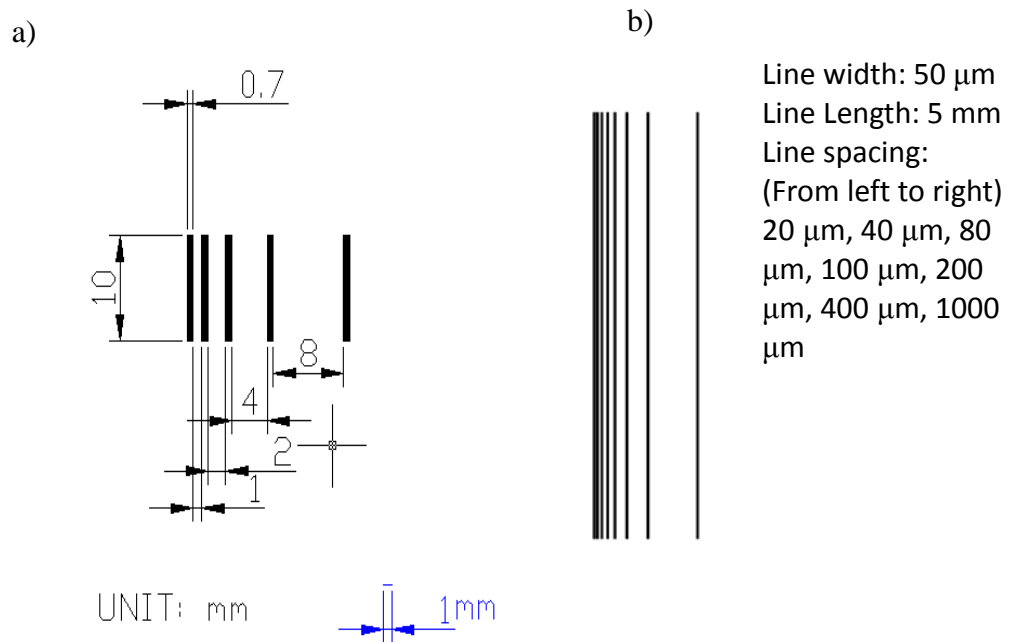 a)
0.7
10
8
4
2
1
UNIT: mm
1mm
b)
Line width: 50 μm
Line Length: 5 mm
Line spacing:
(From left to right)
20 μm, 40 μm, 80
μm, 100 μm, 200
μm, 400 μm, 1000
μm